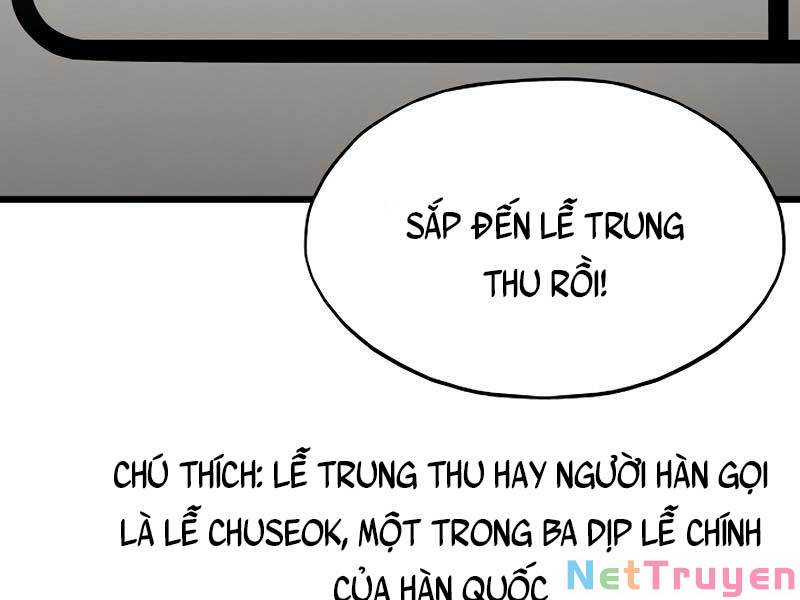 SẮP ĐẾN LỄ TRUNG
THU RỒI!
CHÚ THÍCH: LỄ TRUNG THU HAY NGƯỜI HÀN GỌI
LÀ LỄ CHUSEOK, MỘT TRONG BA DỊP LỄ CHÍNH
CỦA HÀN QUỐC
NetTruyen